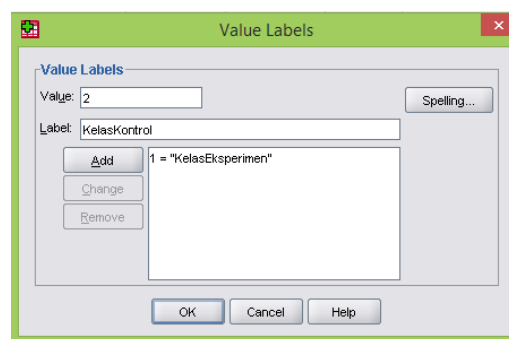 Value Labels
Value Labels
Value: 2
Spelling...
Label: KelasKontrol
Add
1 = "KelasEksperimen"
Change
Remove
OK Cancel Help